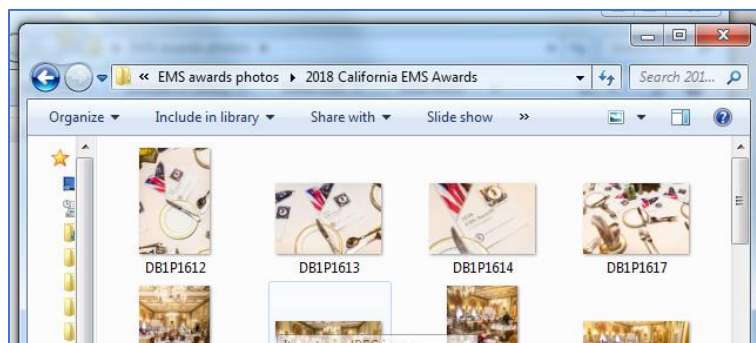 « EMS awards photos ▸ 2018 California EMS Awards
Search 201...
Organize ▾ Include in library ▾ Share with ▾ Slide show »
DB1P1612 DB1P1613 DB1P1614 DB1P1617